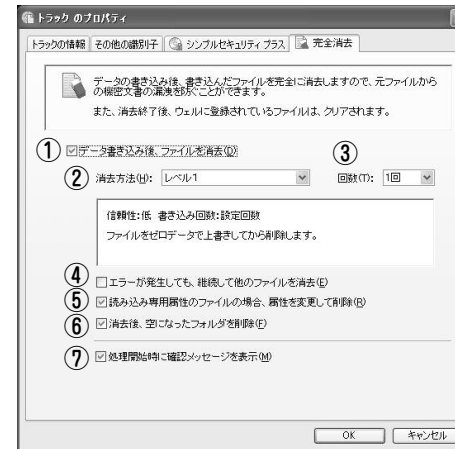 トラック のプロパティ
トラックの情報 その他の識別子 シンプルセキュリティ プラス 完全消去
データの書き込み後、書き込んだファイルを完全に消去しますので、元ファイルから
の機密文書の漏洩を防ぐことができます。
また、消去終了後、ウェルに登録されているファイルは、クリアされます。
① データ書き込み後、ファイルを消去(D)
③
② 消去方法(H): レベル1 回数(T): 1回
信頼性:低 書き込み回数:設定回数
ファイルをゼロデータで上書きしてから削除します。
④ エラーが発生しても、継続して他のファイルを消去(E)
⑤ 読み込み専用属性のファイルの場合、属性を変更して削除(R)
⑥ 消去後、空になったフォルダを削除(F)
⑦ 処理開始時に確認メッセージを表示(M)
OK キャンセル